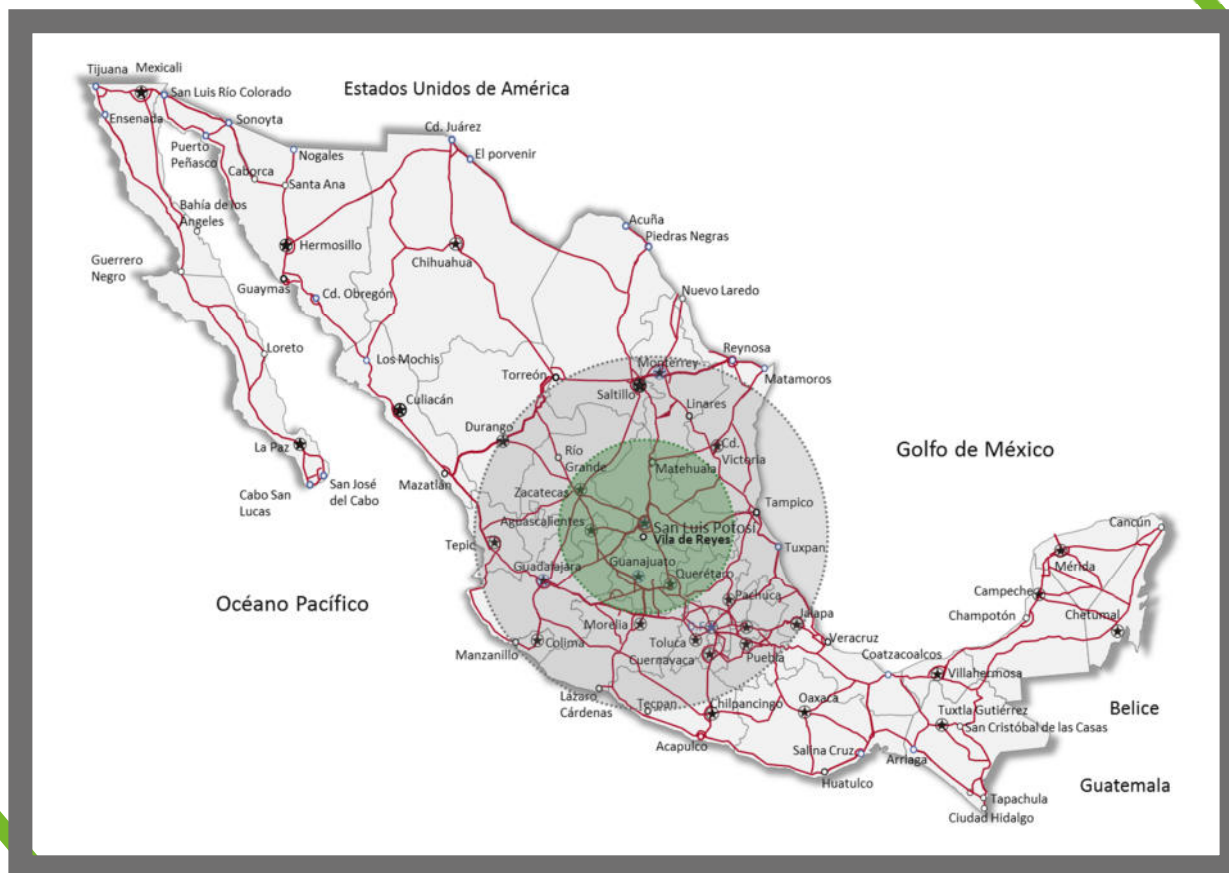 Tijuana
Mexicali
San Luis Río Colorado
Estados Unidos de América
Ensenada
Sonoyta
Cd. Juárez
Puerto
Peñasco
Nogales
El porvenir
Caborca
Santa Ana
Bahía de los
Ángeles
Acuña
Hermosillo
Piedras Negras
Chihuahua
Guerrero
Negro
Guaymas
Cd. Obregón
Nuevo Laredo
Loreto
Los Mochis
Reynosa
Monterrey
Torreón
Matamoros
Saltillo
Culiacán
Linares
Durango
La Paz
Cd.
Victoria
Golfo de México
Río
Grande
Matehuala
Mazatlán
San José
del Cabo
Cabo San
Lucas
Zacatecas
Tampico
Aguascalientes
San Luis Potosí
Vila de Reyes
Cancún
Tepic
Tuxpan
Guanajuato
Mérida
Guadalajara
Querétaro
Campeche
Pachuca
Océano Pacífico
Champotón
Chetumal
Jalapa
Morelia
Toluca
Veracruz
Colima
Manzanillo
Coatzacoalcos
Cuernavaca
Puebla
Villahermosa
Lázaso
Cárdenas
Tecpan
Chilpancingo
Oaxaca
Belice
Tuxtla Gutiérrez
San Cristóbal de las Casas
Acapulco
Salina Cruz
Arriaga
Huatulco
Guatemala
Tapachula
Ciudad Hidalgo